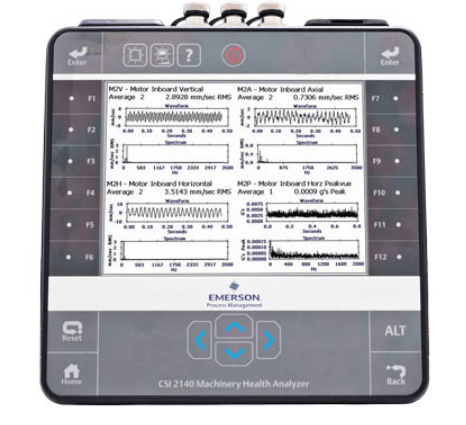 Enter
?
Enter
F1
F2
F3
F4
F5
F6
F7
F8
F9
F10
F11
F12
M2V - Motor Inboard Vertical
Average 2 2.8928 mm/sec RMS
Waveform
mm/sec
0.00 0.10 0.20 0.30 0.40 0.50
Seconds
Spectrum
mm/sec RMS
0 583 1167 1750 2333 2917 3500
Hz
M2A - Motor Inboard Axial
Average 2 0.7306 mm/sec RMS
Waveform
mm/sec
0.00 0.10 0.20 0.30 0.40 0.50
Seconds
Spectrum
0 875 1750 2625 3500
Hz
M2H - Motor Inboard Horizontal
Average 2 3.5143 mm/sec RMS
Waveform
mm/sec
10
0
-10
0.00 0.10 0.20 0.30 0.40 0.50
Seconds
Spectrum
0 583 1167 1750 2333 2917 3500
Hz
M2P - Motor Inboard Horz Peakvue
Average 1 0.0009 g's Peak
Waveform
0.0075
0.0050
0.0025
0.0000
0.0 0.2 0.4 0.6 0.8
Seconds
Spectrum
G's Peak
0.00015
0.00010
0.00005
0.00000
0 400 800 1200 1600 2000
Hz
EMERSON
Process Management
Reset
ALT
Home
Back
CSI 2140 Machinery Health Analyzer